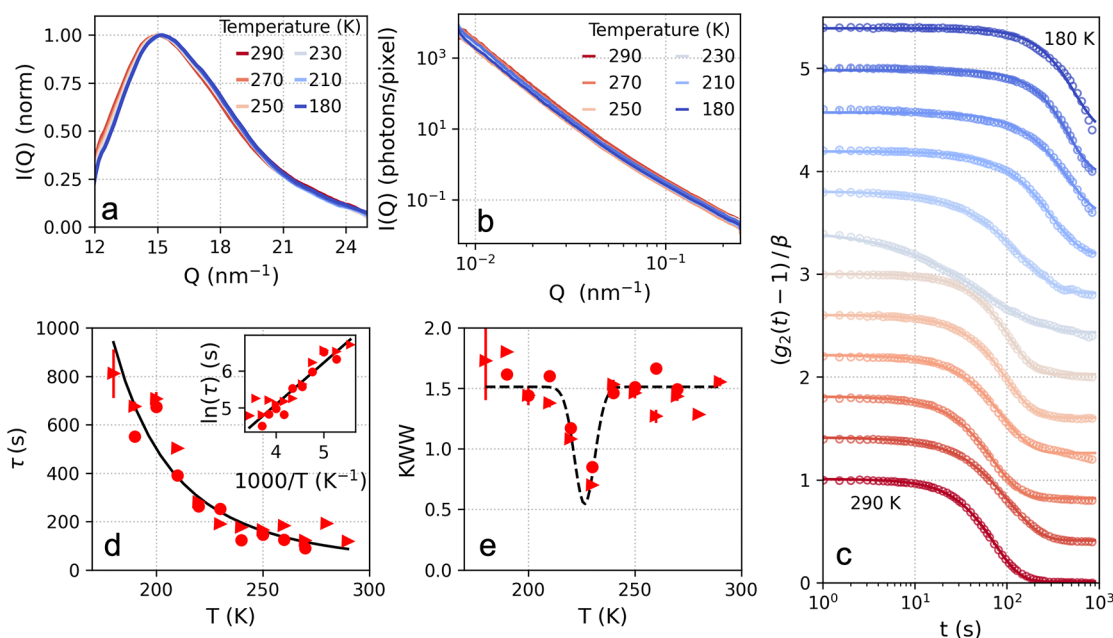 Temperature (K)
290 230
270 210
250 180
1.00
0.75
0.50
0.25
0.00
I(Q) (norm)
a
12 15 18 21 24
Q (nm⁻¹)
Temperature (K)
290 230
270 210
250 180
10³
10¹
10⁻¹
I(Q) (photons/pixel)
b
10⁻² 10⁻¹
Q (nm⁻¹)
180 K
290 K
5
4
3
2
1
0
(g₂(t) − 1) / β
c
10⁰ 10¹ 10² 10³
t (s)
1000
800
600
400
200
0
τ (s)
d
200 250 300
T (K)
ln(τ) (s)
6
5
4 5
1000/T (K⁻¹)
2.0
1.5
1.0
0.5
0.0
KWW
e
200 250 300
T (K)